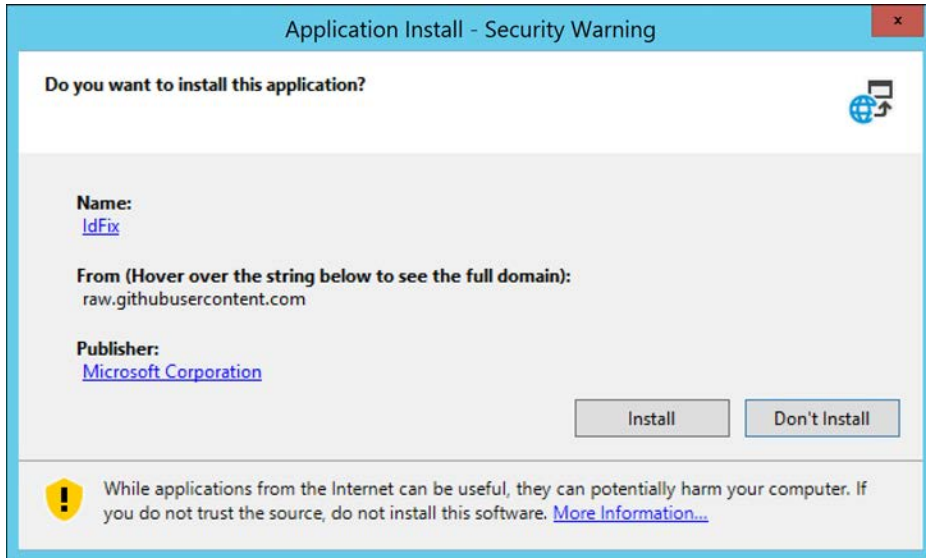 Application Install - Security Warning
x
Do you want to install this application?
Name:
IdFix
From (Hover over the string below to see the full domain):
raw.githubusercontent.com
Publisher:
Microsoft Corporation
Install
Don't Install
While applications from the Internet can be useful, they can potentially harm your computer. If
you do not trust the source, do not install this software. More Information...